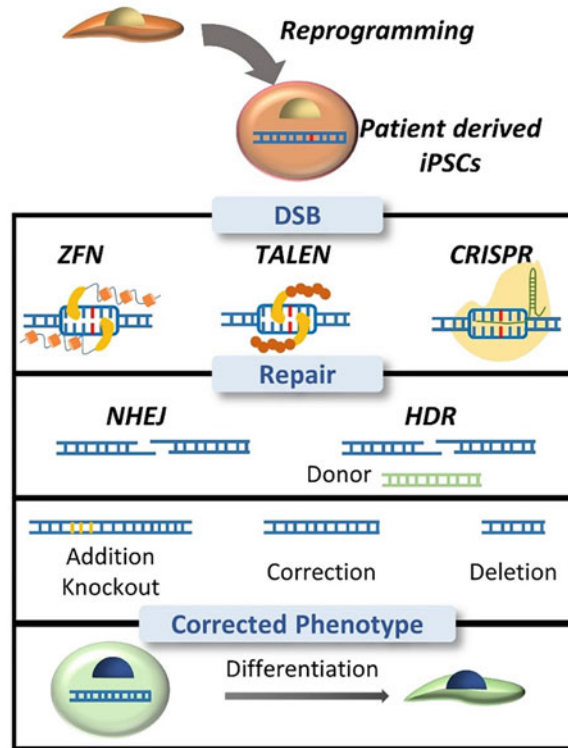 Reprogramming
Patient derived
iPSCs
DSB
ZFN TALEN CRISPR
Repair
NHEJ HDR
Donor
Addition Correction Deletion
Knockout
Corrected Phenotype
Differentiation